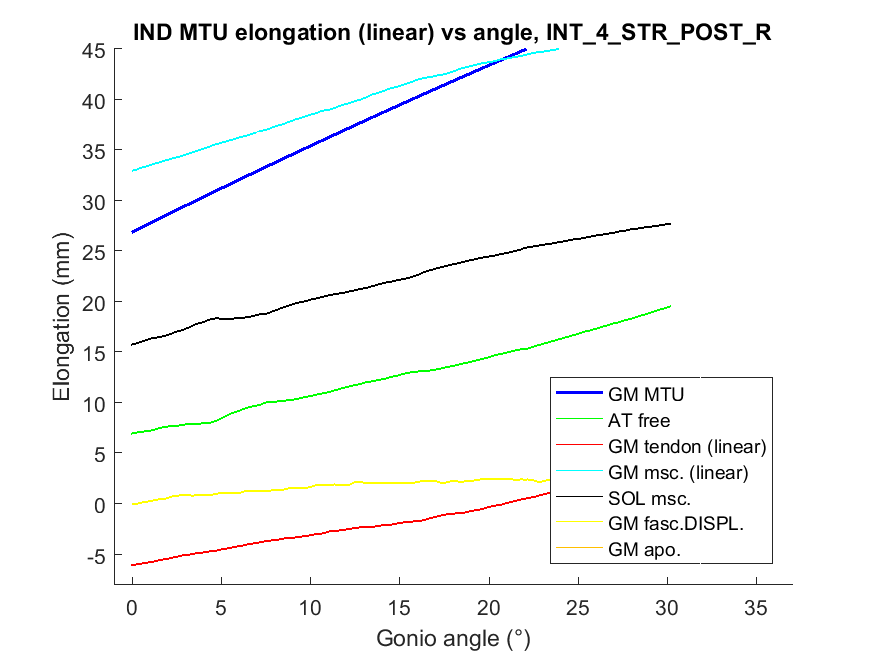 IND MTU elongation (linear) vs angle, INT_4_STR_POST_R
45
40
35
30
25
20
15
10
5
0
-5
Elongation (mm)
GM MTU
AT free
GM tendon (linear)
GM msc. (linear)
SOL msc.
GM fasc.DISPL.
GM apo.
0 5 10 15 20 25 30 35
Gonio angle (°)